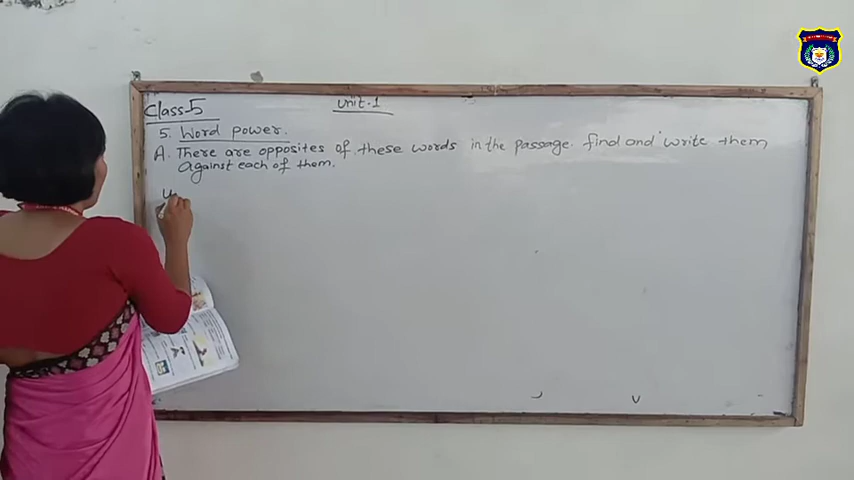 Class-5
Unit-1
5. Word power.
A. There are opposites of these words in the passage. find and write them
against each of them.